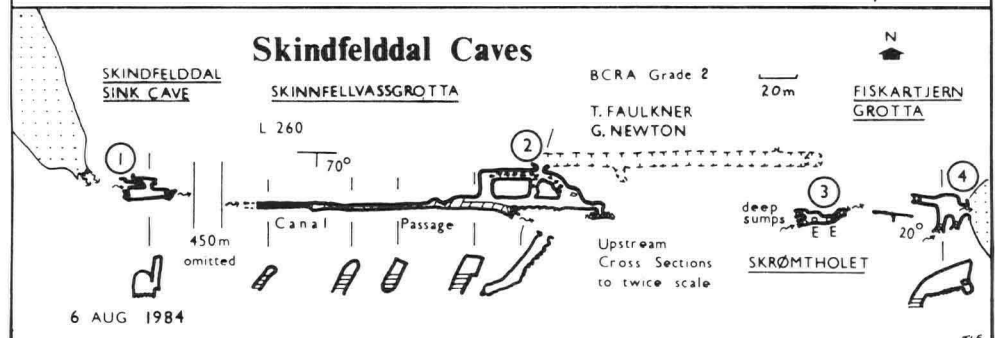 Skindfelddal Caves
SKINDFELDDAL
SINK CAVE
SKINNFELLVASSGROTTA
BCRA Grade 2
20m
N
FISKARTJERN
GROTTA
T. FAULKNER
G. NEWTON
L 260
70°
1
2
3
4
Canal Passage
450m
omitted
deep
sumps
E E
20°
Upstream
Cross Sections
to twice scale
SKRØMTHOLET
6 AUG 1984